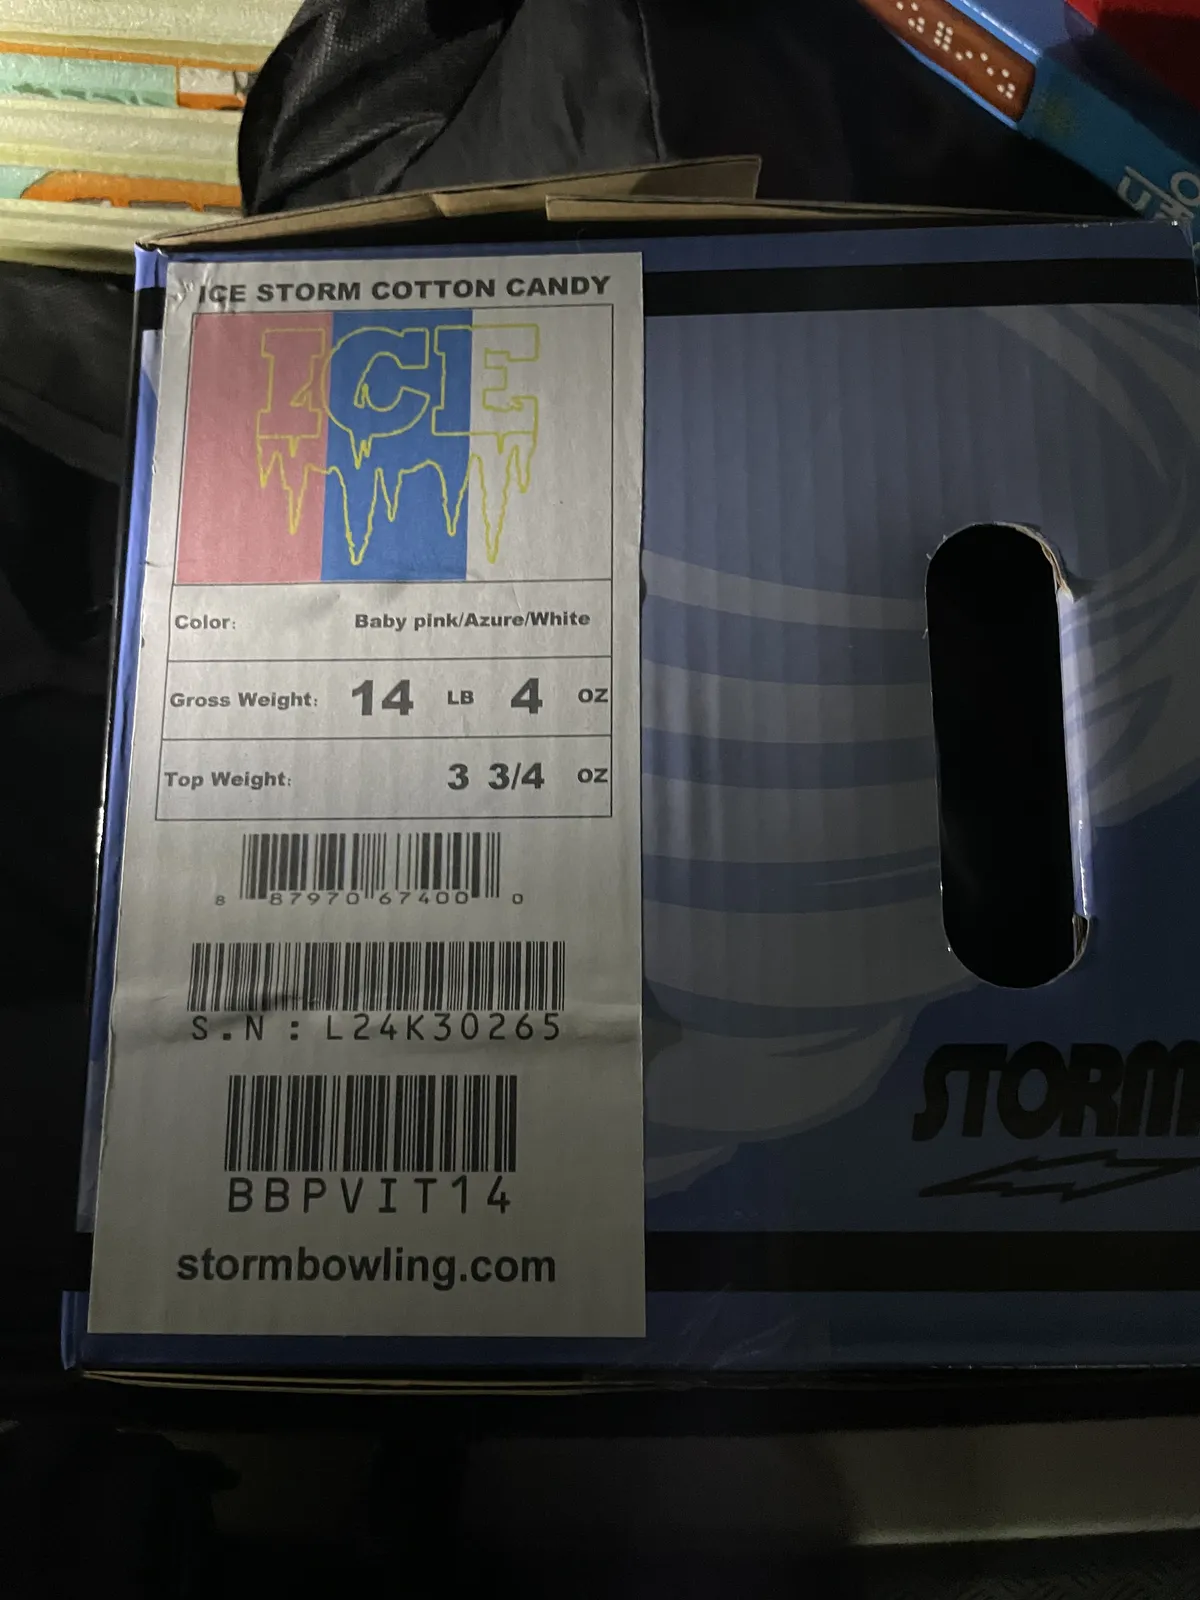 ICE STORM COTTON CANDY
ICE
Color: Baby pink/Azure/White
Gross Weight: 14 LB 4 OZ
Top Weight: 3 3/4 OZ
8 87970 67400 0
S.N: L24K30265
BBPVIT14
stormbowling.com
STORM